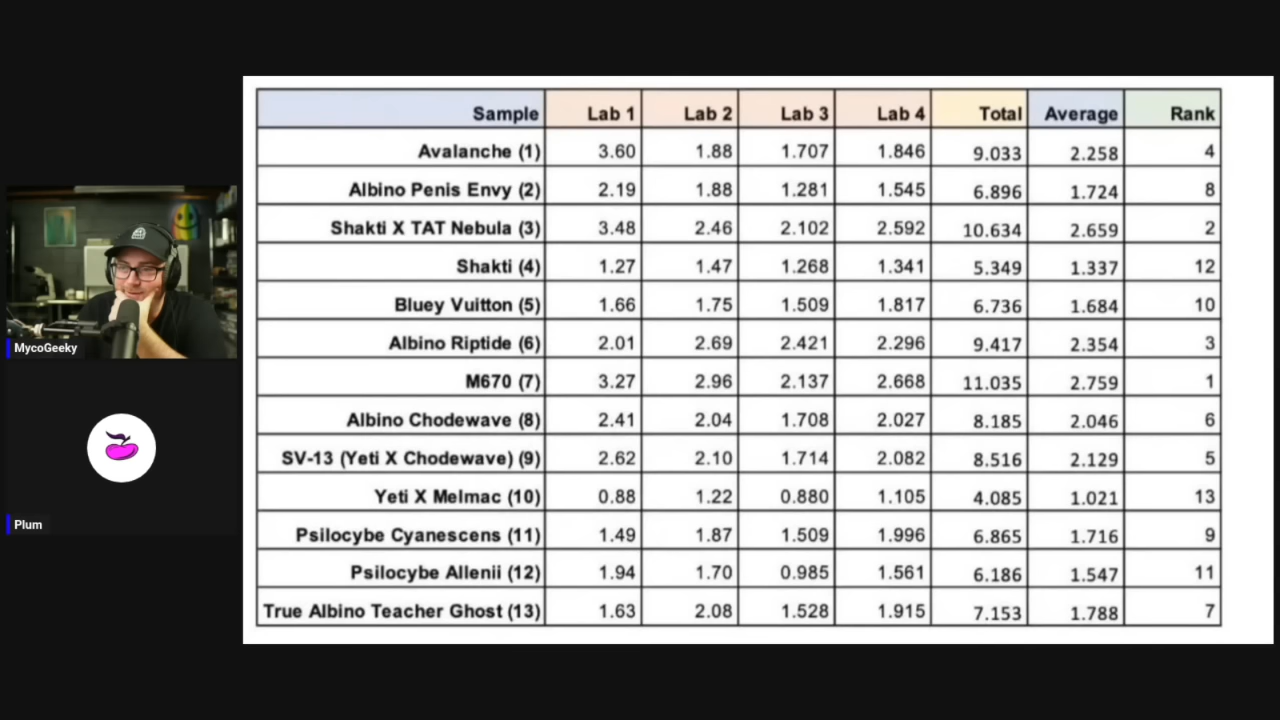 Sample Lab 1 Lab 2 Lab 3 Lab 4 Total Average Rank
Avalanche (1) 3.60 1.88 1.707 1.846 9.033 2.258 4
Albino Penis Envy (2) 2.19 1.88 1.281 1.545 6.896 1.724 8
Shakti X TAT Nebula (3) 3.48 2.46 2.102 2.592 10.634 2.659 2
Shakti (4) 1.27 1.47 1.268 1.341 5.349 1.337 12
Bluey Vuitton (5) 1.66 1.75 1.509 1.817 6.736 1.684 10
Albino Riptide (6) 2.01 2.69 2.421 2.296 9.417 2.354 3
M670 (7) 3.27 2.96 2.137 2.668 11.035 2.759 1
Albino Chodewave (8) 2.41 2.04 1.708 2.027 8.185 2.046 6
SV-13 (Yeti X Chodewave) (9) 2.62 2.10 1.714 2.082 8.516 2.129 5
Yeti X Melmac (10) 0.88 1.22 0.880 1.105 4.085 1.021 13
Psilocybe Cyanescens (11) 1.49 1.87 1.509 1.996 6.865 1.716 9
Psilocybe Allenii (12) 1.94 1.70 0.985 1.561 6.186 1.547 11
True Albino Teacher Ghost (13) 1.63 2.08 1.528 1.915 7.153 1.788 7
MycoGeeky
Plum